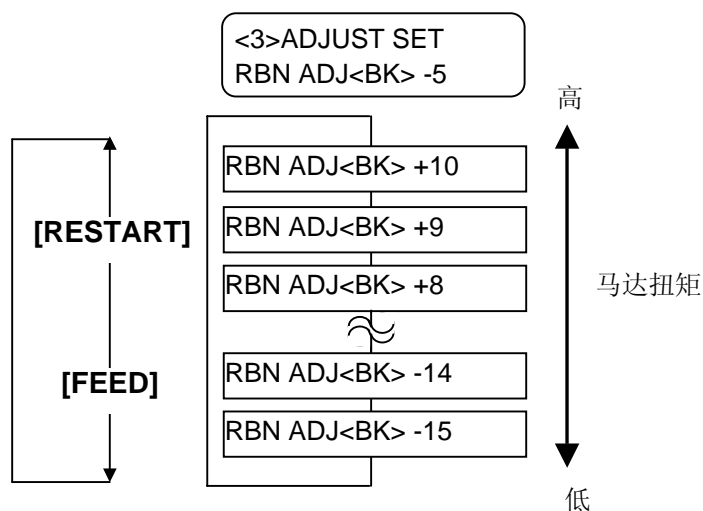 <3>ADJUST SET
RBN ADJ<BK> -5
高
RBN ADJ<BK> +10
[RESTART]
RBN ADJ<BK> +9
RBN ADJ<BK> +8
马达扭矩
[FEED]
RBN ADJ<BK> -14
RBN ADJ<BK> -15
低